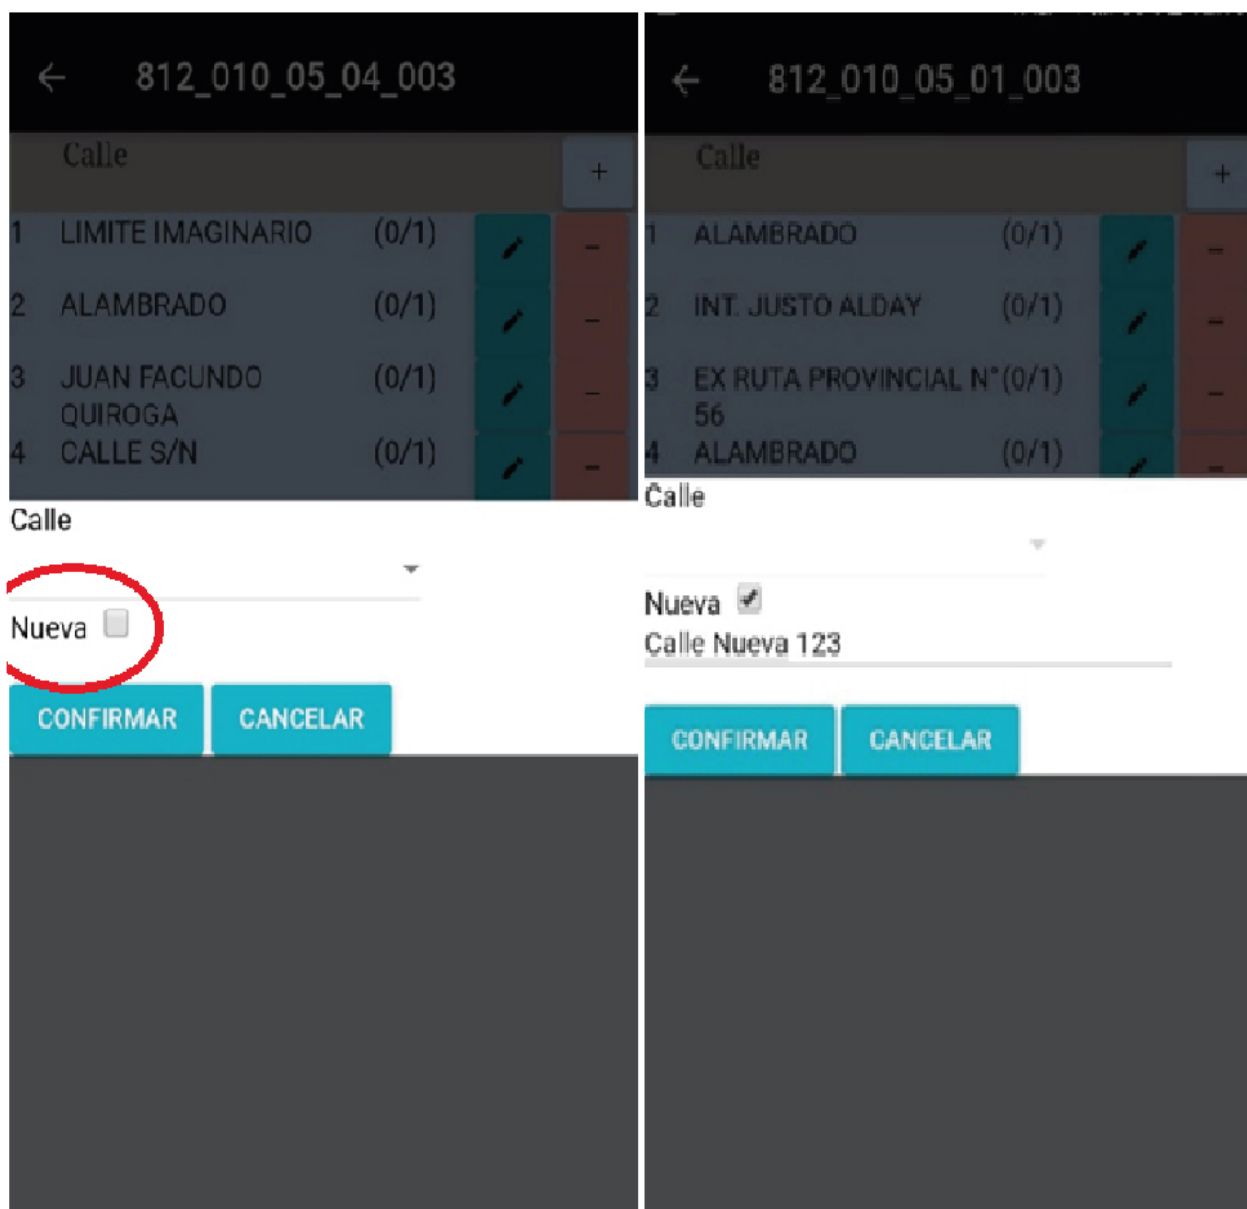 812_010_05_04_003
Calle
+
1 LIMITE IMAGINARIO (0/1) -
2 ALAMBRADO (0/1) -
3 JUAN FACUNDO (0/1) -
QUIROGA
4 CALLE S/N (0/1) -
Calle
Nueva
CONFIRMAR CANCELAR
812_010_05_01_003
Calle
+
1 ALAMBRADO (0/1) -
2 INT. JUSTO ALDAY (0/1) -
3 EX RUTA PROVINCIAL N° (0/1) -
56
4 ALAMBRADO (0/1) -
Calle
Nueva
Calle Nueva 123
CONFIRMAR CANCELAR